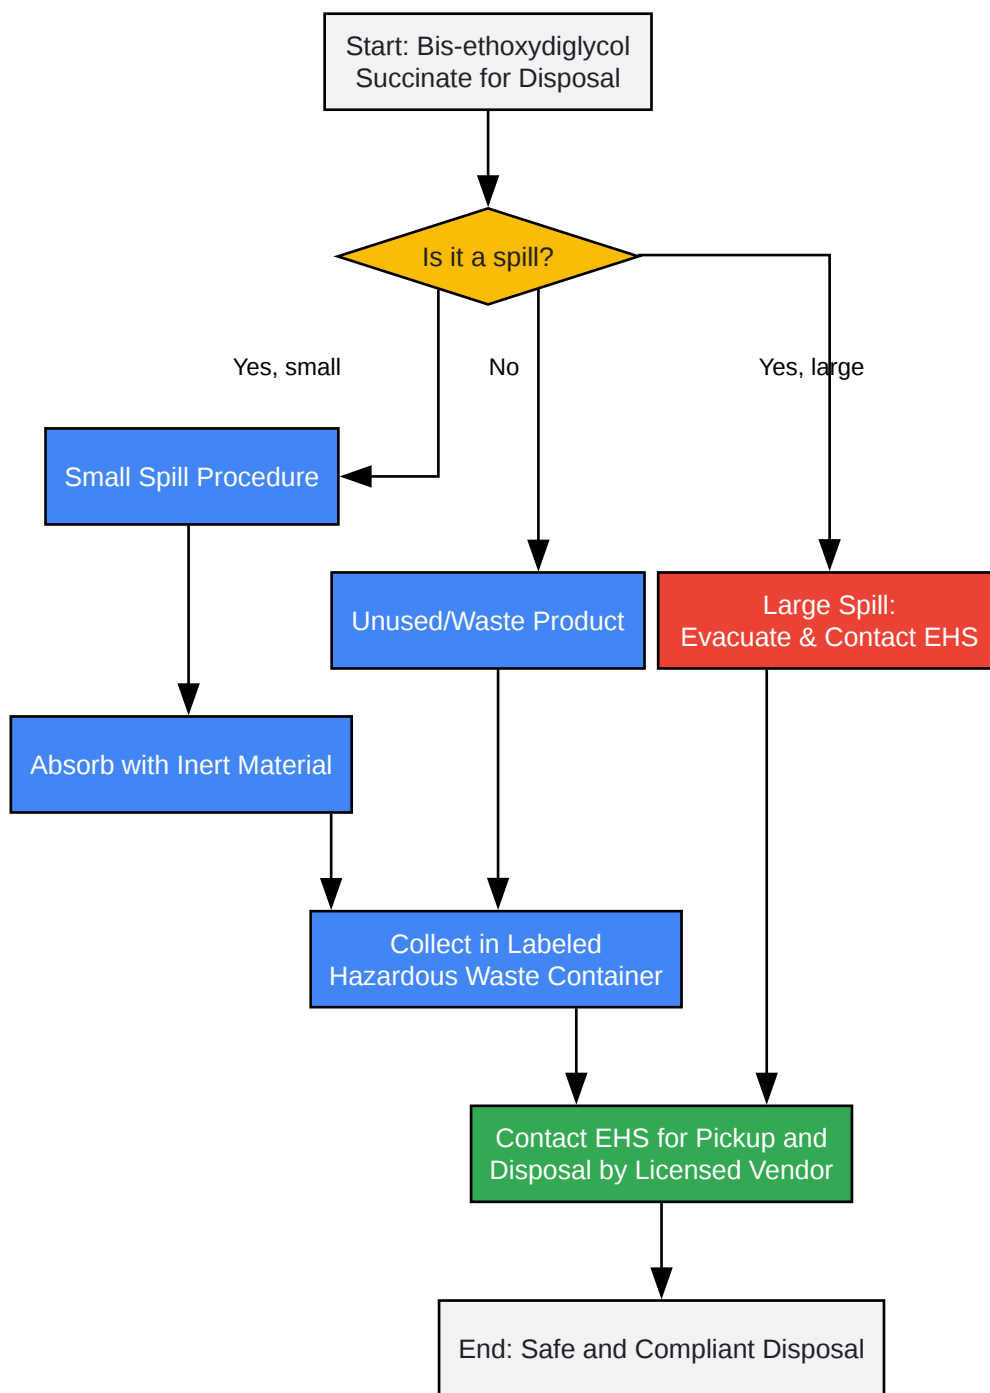 Start: Bis-ethoxydiglycol
Succinate for Disposal
Is it a spill?
Yes, small
No
Yes, large
Small Spill Procedure
Unused/Waste Product
Large Spill:
Evacuate & Contact EHS
Absorb with Inert Material
Collect in Labeled
Hazardous Waste Container
Contact EHS for Pickup and
Disposal by Licensed Vendor
End: Safe and Compliant Disposal